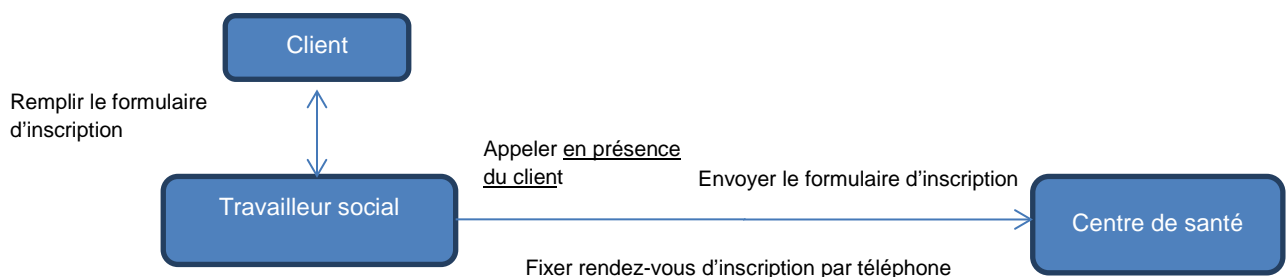 Client
Remplir le formulaire
d'inscription
Appeler en présence
du client
Envoyer le formulaire d'inscription
Travailleur social
Centre de santé
Fixer rendez-vous d'inscription par téléphone